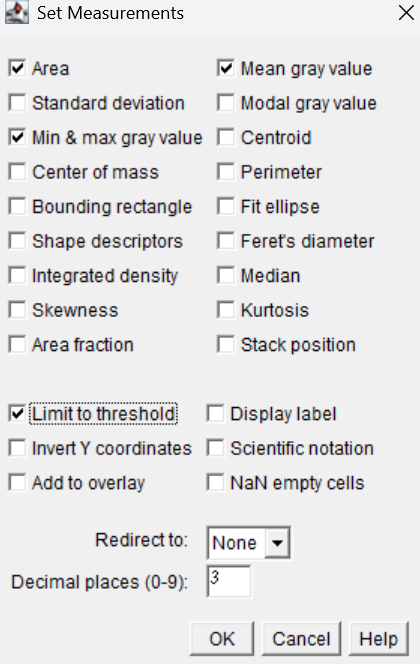 Set Measurements
Area Mean gray value
Standard deviation Modal gray value
Min & max gray value Centroid
Center of mass Perimeter
Bounding rectangle Fit ellipse
Shape descriptors Feret's diameter
Integrated density Median
Skewness Kurtosis
Area fraction Stack position
Limit to threshold Display label
Invert Y coordinates Scientific notation
Add to overlay NaN empty cells
Redirect to: None
Decimal places (0-9): 3
OK Cancel Help